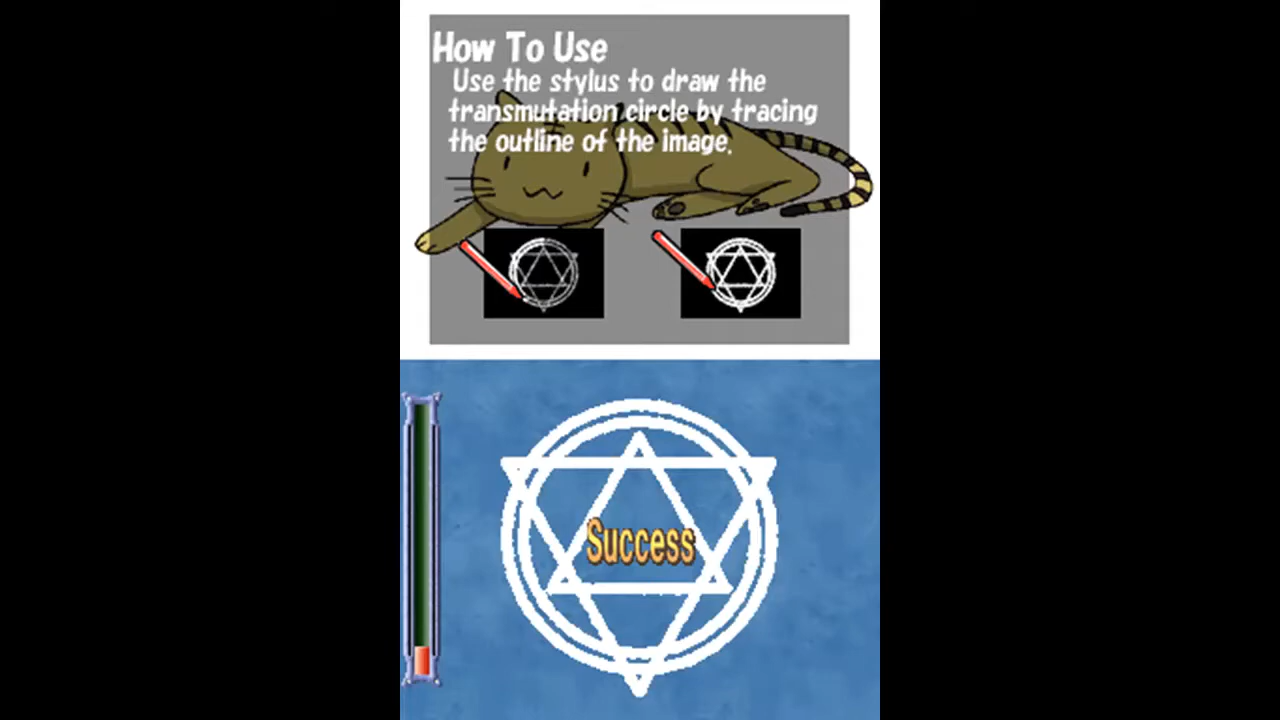 How To Use
Use the stylus to draw the
transmutation circle by tracing
the outline of the image.
Success